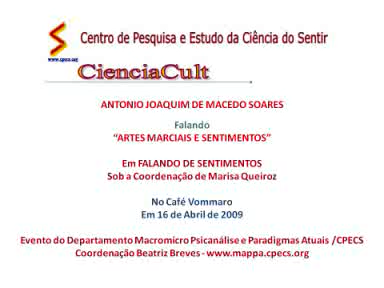 Centro de Pesquisa e Estudo da Ciência do Sentir
www.cpecs.org
CienciaCult
ANTONIO JOAQUIM DE MACEDO SOARES
Falando
“ARTES MARCIAIS E SENTIMENTOS”
Em FALANDO DE SENTIMENTOS
Sob a Coordenação de Marisa Queiroz
No Café Vommaro
Em 16 de Abril de 2009
Evento do Departamento Macromicro Psicanálise e Paradigmas Atuais /CPECS
Coordenação Beatriz Breves - www.mappa.cpecs.org